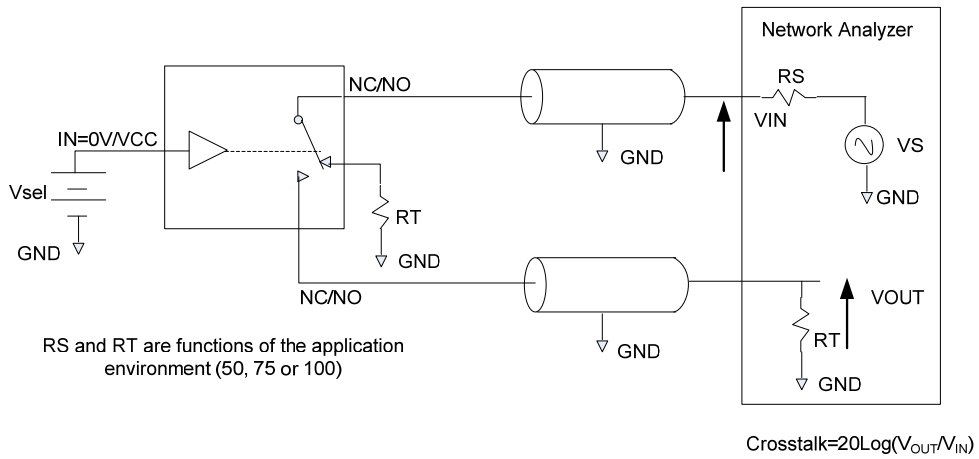 Network Analyzer
NC/NO
RS
VIN
IN=0V/VCC
GND
VS
Vsel
GND
RT
GND
GND
NC/NO
VOUT
RS and RT are functions of the application
environment (50, 75 or 100)
GND
RT
GND
Crosstalk=20Log(VOUT/VIN)